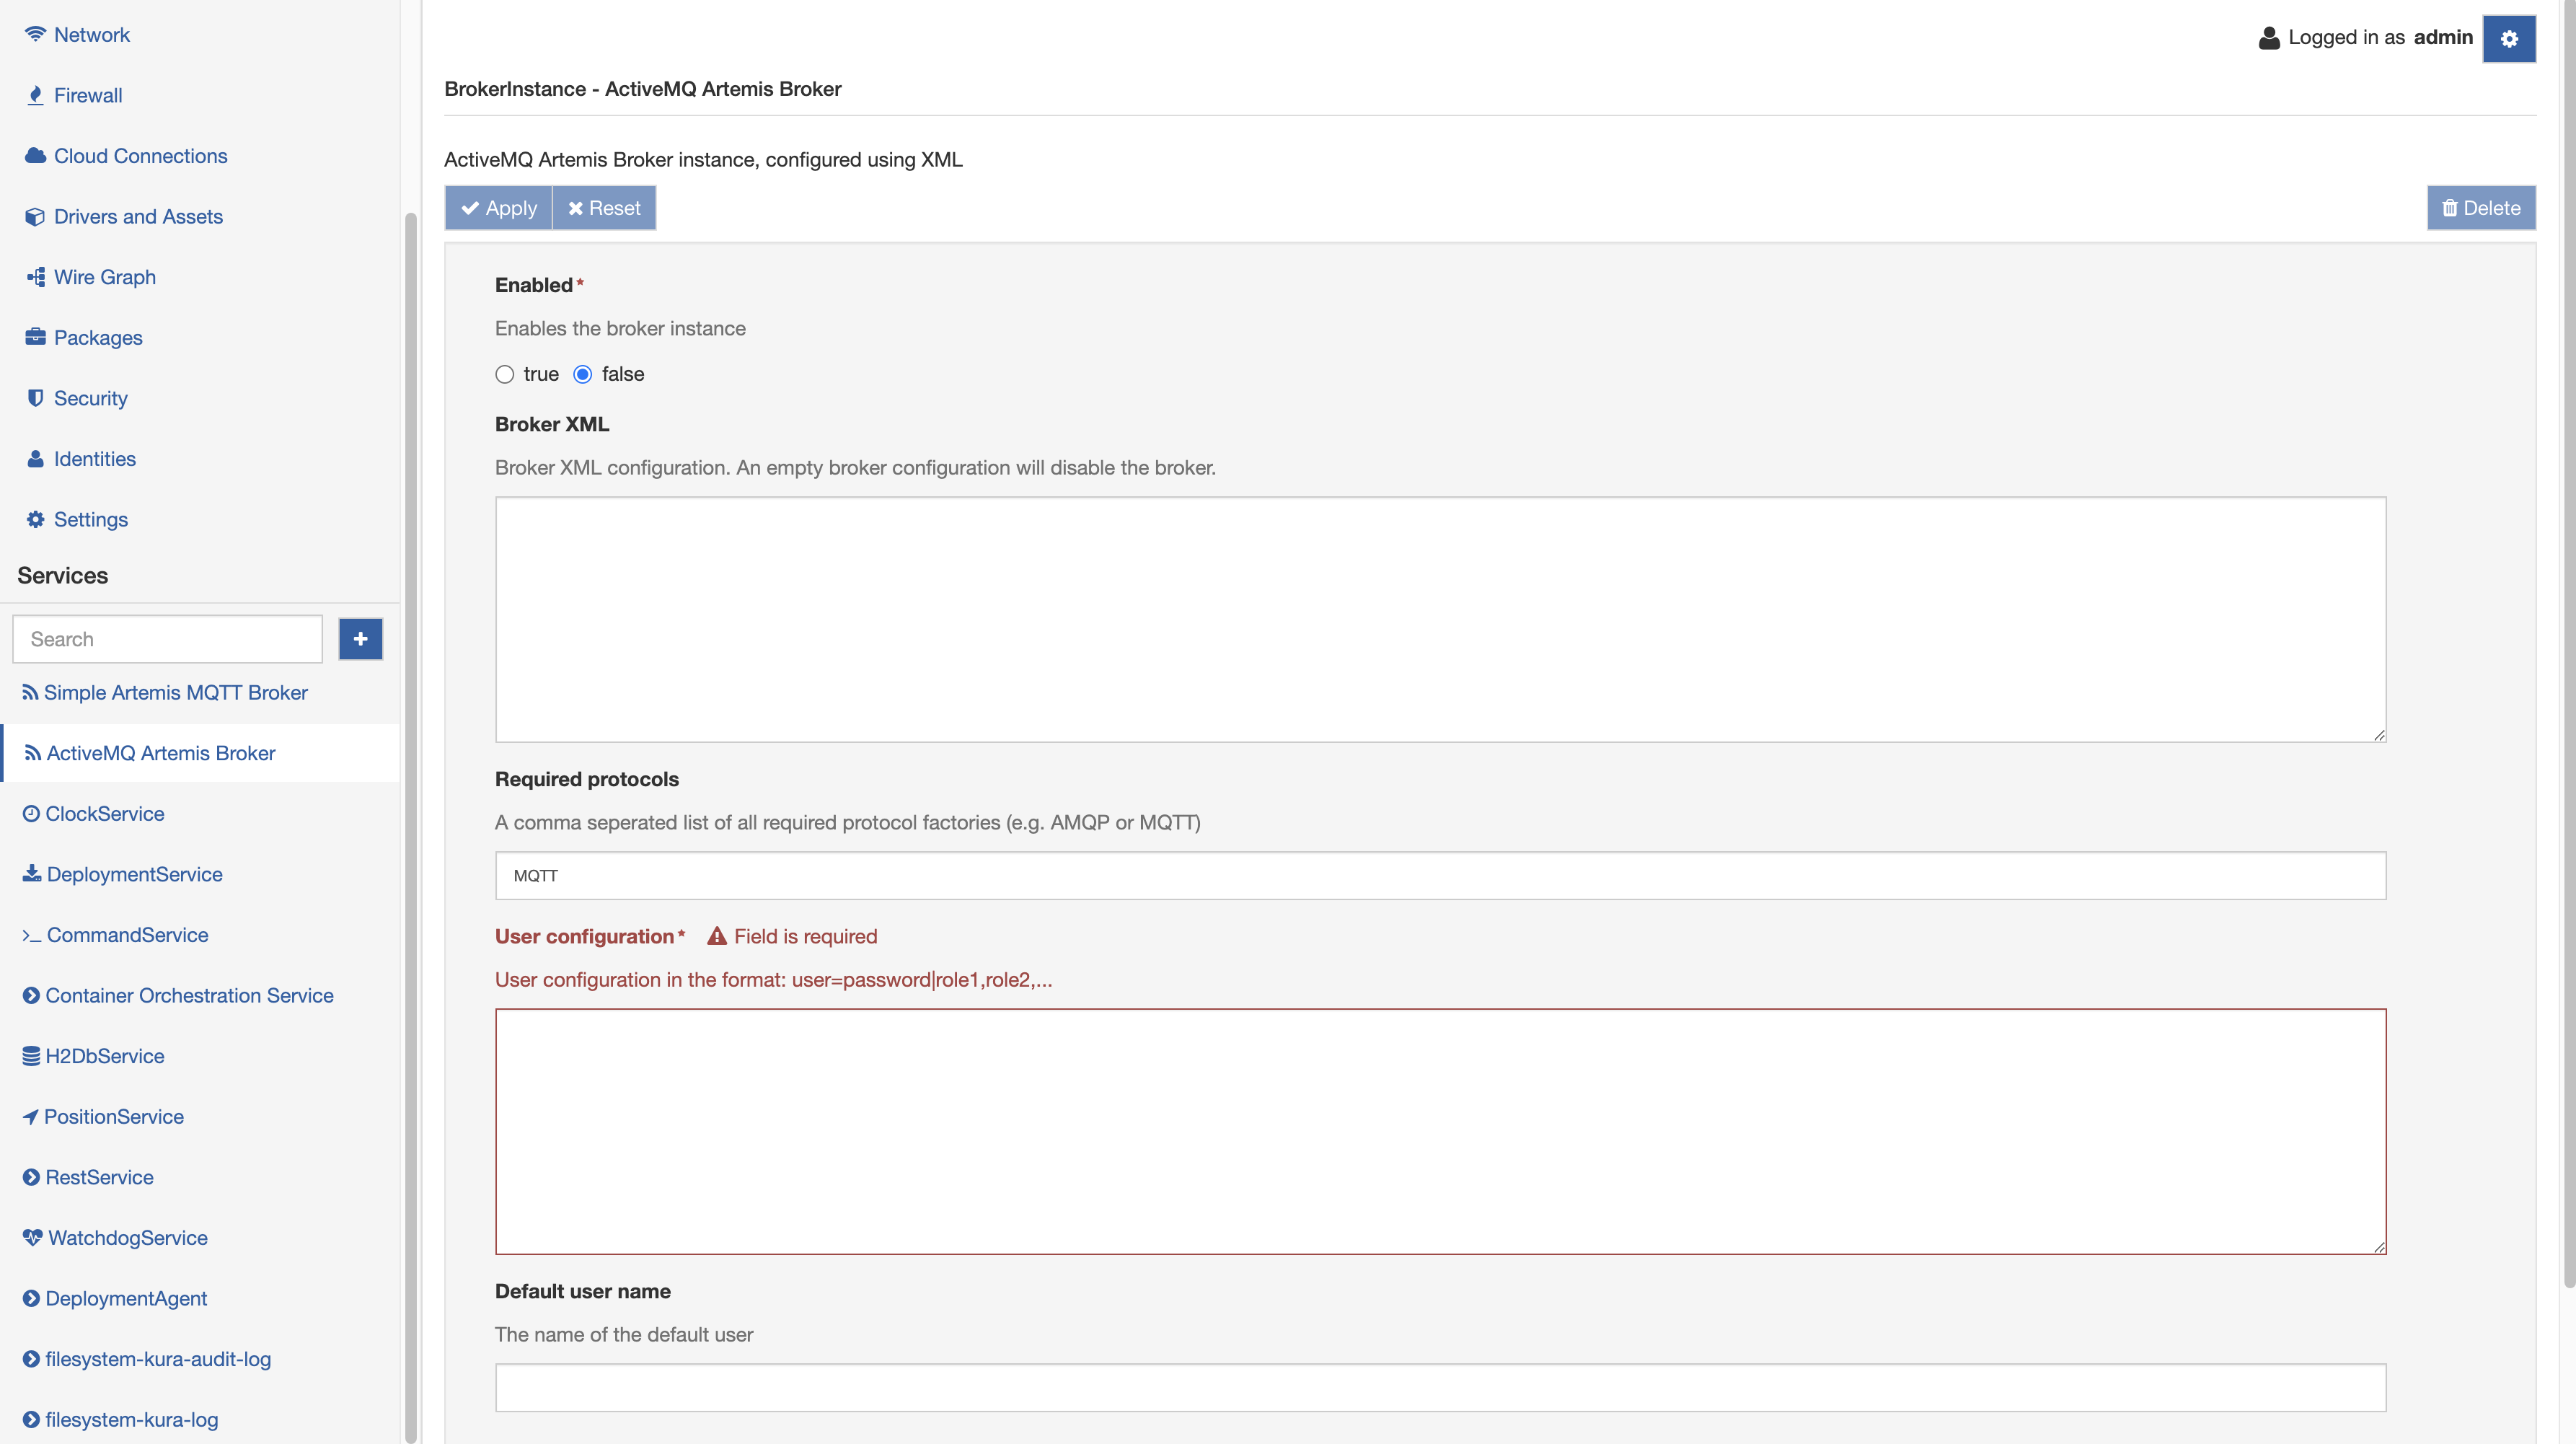 Network
Firewall
Cloud Connections
Drivers and Assets
Wire Graph
Packages
Security
Identities
Settings
Services
Search
Simple Artemis MQTT Broker
ActiveMQ Artemis Broker
ClockService
DeploymentService
CommandService
Container Orchestration Service
H2DbService
PositionService
RestService
WatchdogService
DeploymentAgent
filesystem-kura-audit-log
filesystem-kura-log
Logged in as admin
BrokerInstance - ActiveMQ Artemis Broker
ActiveMQ Artemis Broker instance, configured using XML
Apply Reset Delete
Enabled*
Enables the broker instance
true false
Broker XML
Broker XML configuration. An empty broker configuration will disable the broker.
Required protocols
A comma seperated list of all required protocol factories (e.g. AMQP or MQTT)
MQTT
User configuration* Field is required
User configuration in the format: user=password|role1,role2,...
Default user name
The name of the default user